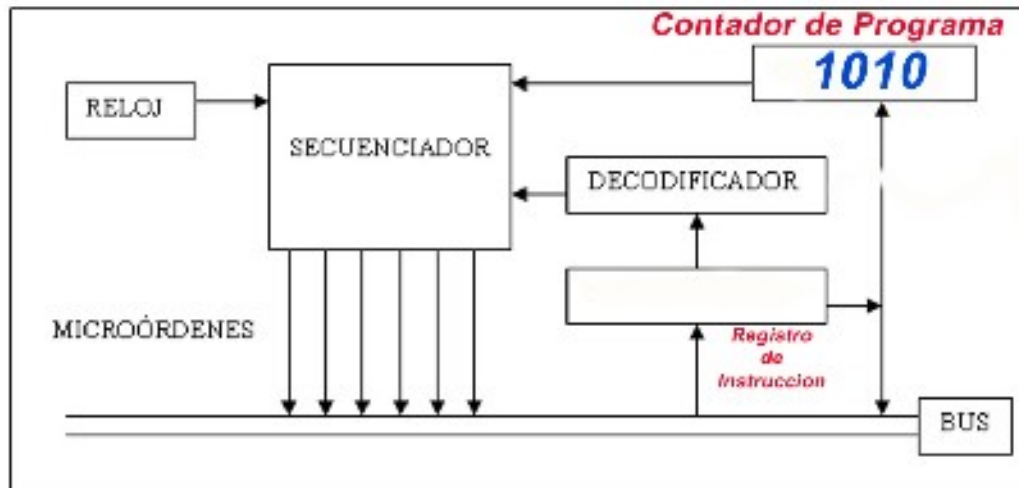 Contador de Programa
1010
RELOJ
SECUENCIADOR
DECODIFICADOR
MICROÓRDENES
Registro
de
Instruccion
BUS